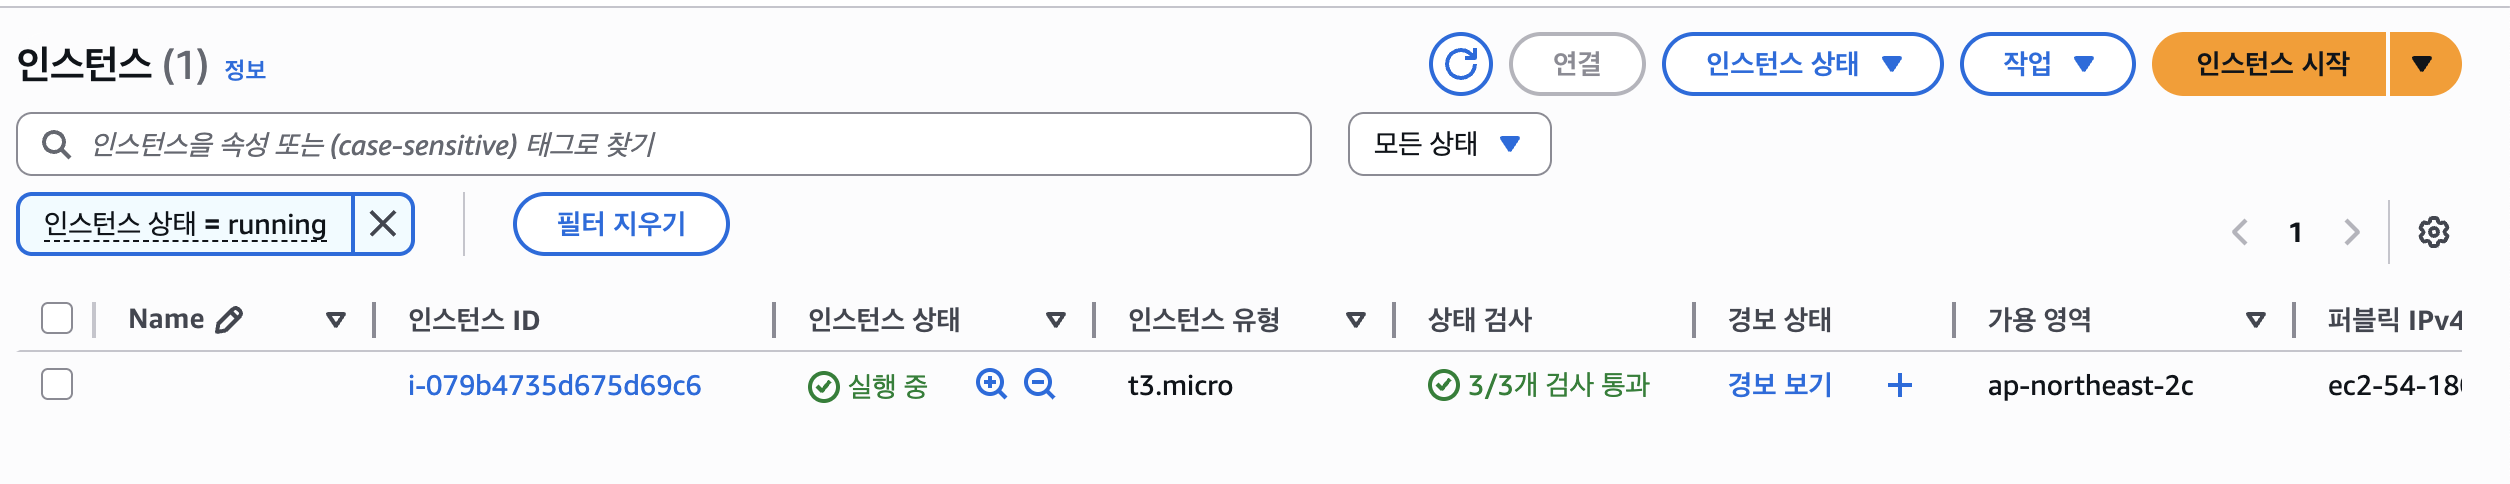 인스턴스 (1) 정보
연결
인스턴스 상태
작업
인스턴스 시작
인스턴스을 속성 또는 (case-sensitive) 태그로 찾기
모든 상태
인스턴스 상태 = running
필터 지우기
1
Name 인스턴스 ID 인스턴스 상태 인스턴스 유형 상태 검사 경보 상태 가용 영역 퍼블릭 IPv4
i-079b4735d675d69c6 실행 중 t3.micro 3/3개 검사 통과 경보 보기 + ap-northeast-2c ec2-54-18